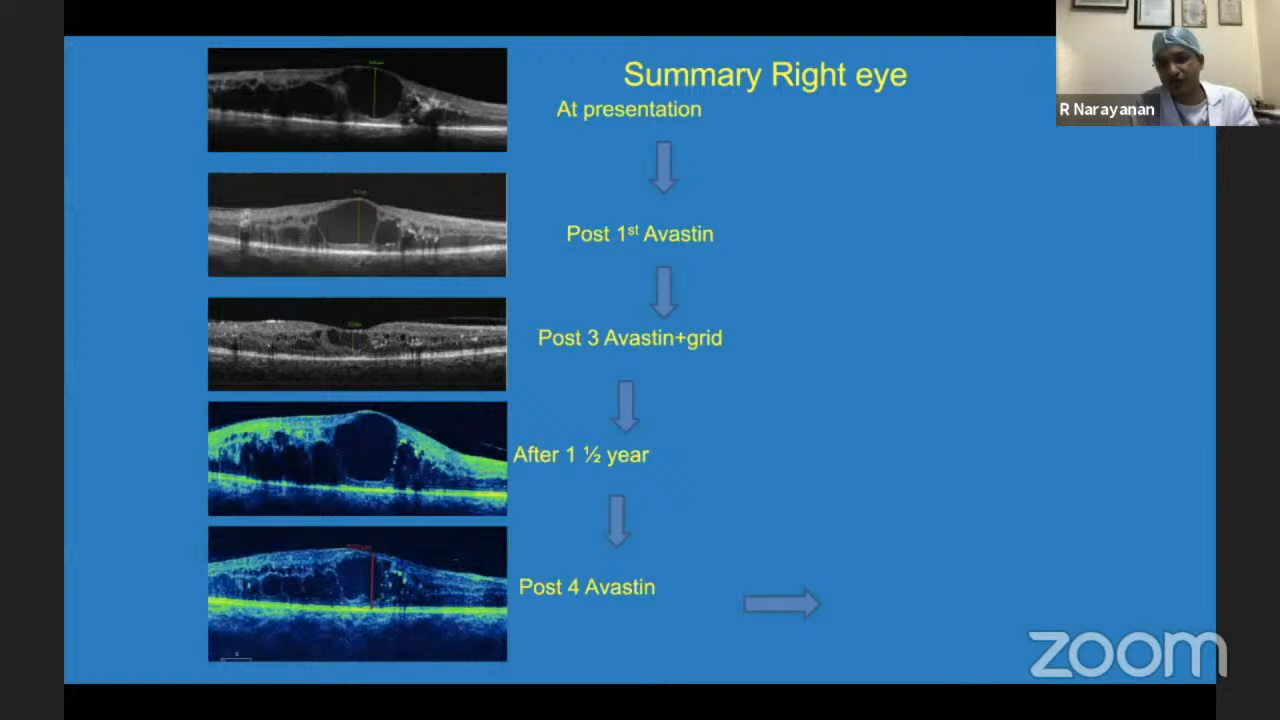 Summary Right eye
At presentation
R Narayanan
Post 1st Avastin
Post 3 Avastin+grid
After 1 ½ year
Post 4 Avastin
zoom